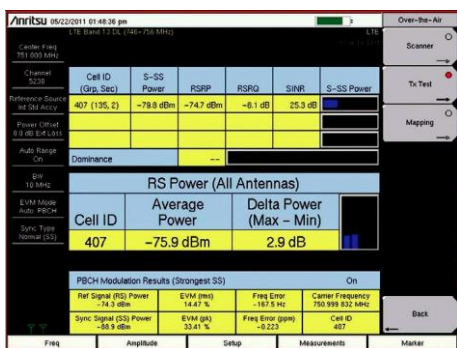 Anritsu 05/22/2011 01:48:36 pm
Over-the-Air
LTE Band 13 DL (746-756 MHz)
LTE
Center Freq
751.000 MHz
Channel
5230
Reference Source
Int Std Accy
Power Offset
0.0 dB Ext Loss
Auto Range
On
BW
10 MHz
EVM Mode
Auto: PBCH
Sync Type
Normal (SS)
Cell ID
(Grp, Sec)
S-SS
Power
RSRP
RSRQ
SINR
S-SS Power
407 (135, 2)
-79.8 dBm
-74.7 dBm
-6.1 dB
25.3 dB
Dominance
--
RS Power (All Antennas)
Cell ID
Average
Power
Delta Power
(Max - Min)
407
-75.9 dBm
2.9 dB
PBCH Modulation Results (Strongest SS)
On
Ref Signal (RS) Power
-74.3 dBm
EVM (rms)
14.47 %
Freq Error
-167.5 Hz
Carrier Frequency
750.999 832 MHz
Sync Signal (SS) Power
-80.9 dBm
EVM (pk)
33.41 %
Freq Error (ppm)
-0.223
Cell ID
407
Scanner
Tx Test
Mapping
Back
Freq
Amplitude
Setup
Measurements
Marker